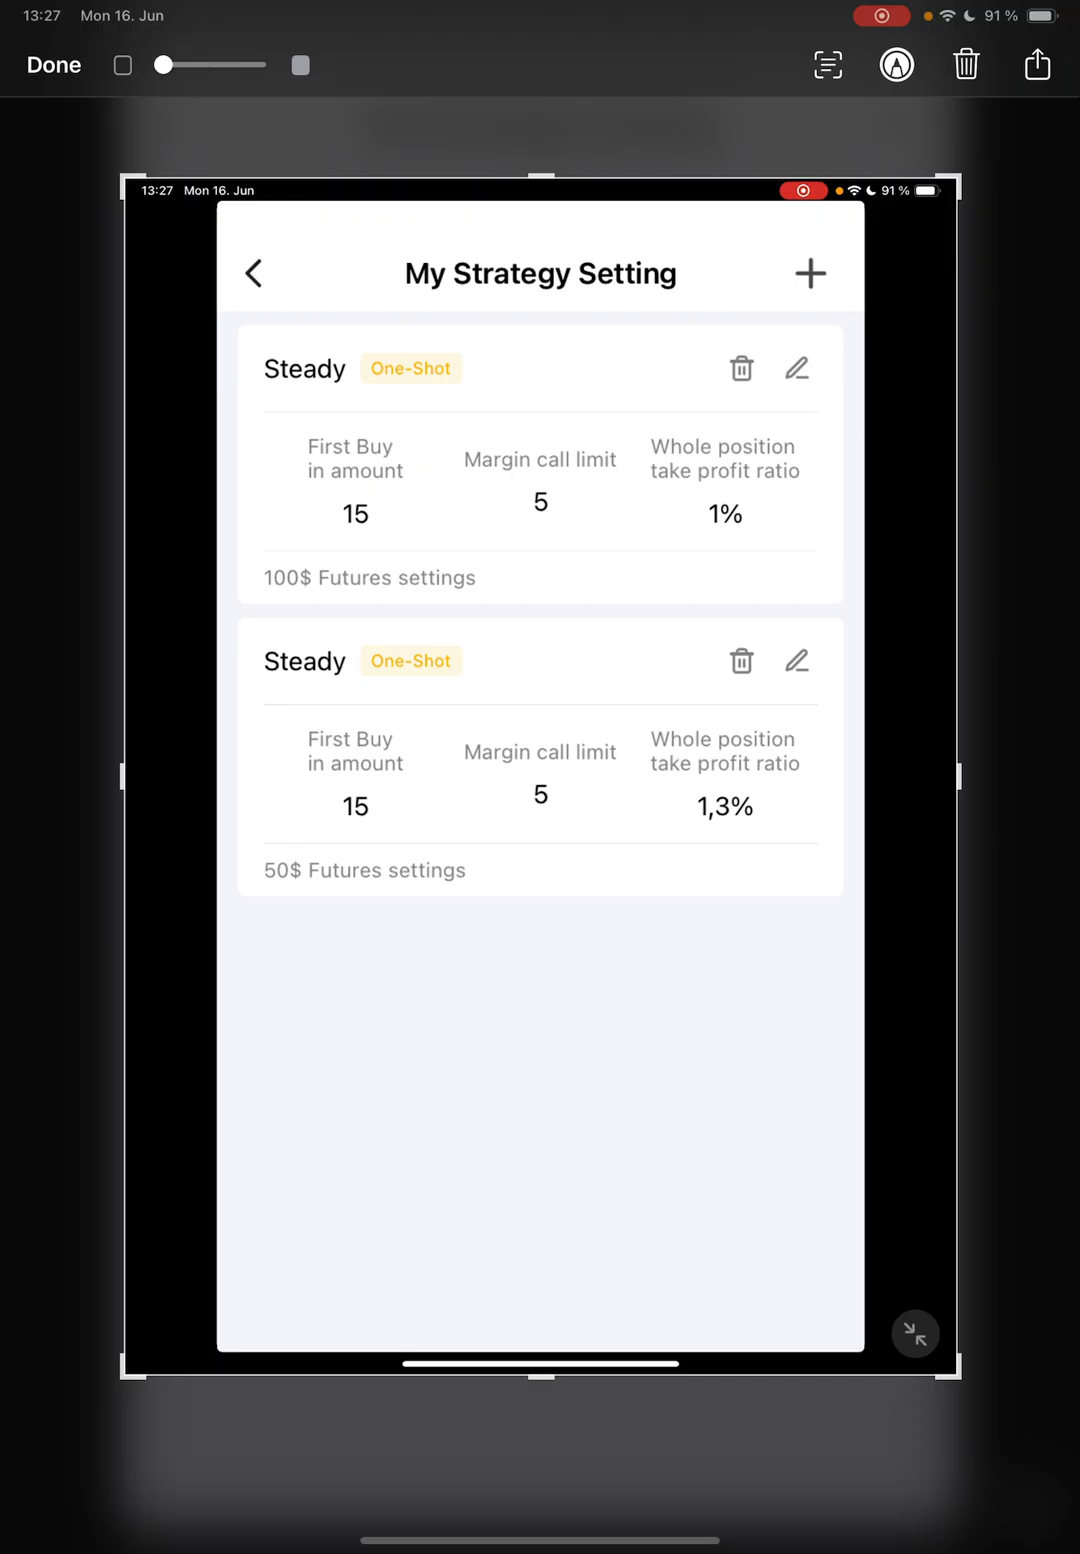 13:27 Mon 16. Jun 91 %
Done
13:27 Mon 16. Jun 91 %
My Strategy Setting
Steady One-Shot
First Buy
in amount
Margin call limit
Whole position
take profit ratio
15
5
1%
100$ Futures settings
Steady One-Shot
First Buy
in amount
Margin call limit
Whole position
take profit ratio
15
5
1,3%
50$ Futures settings